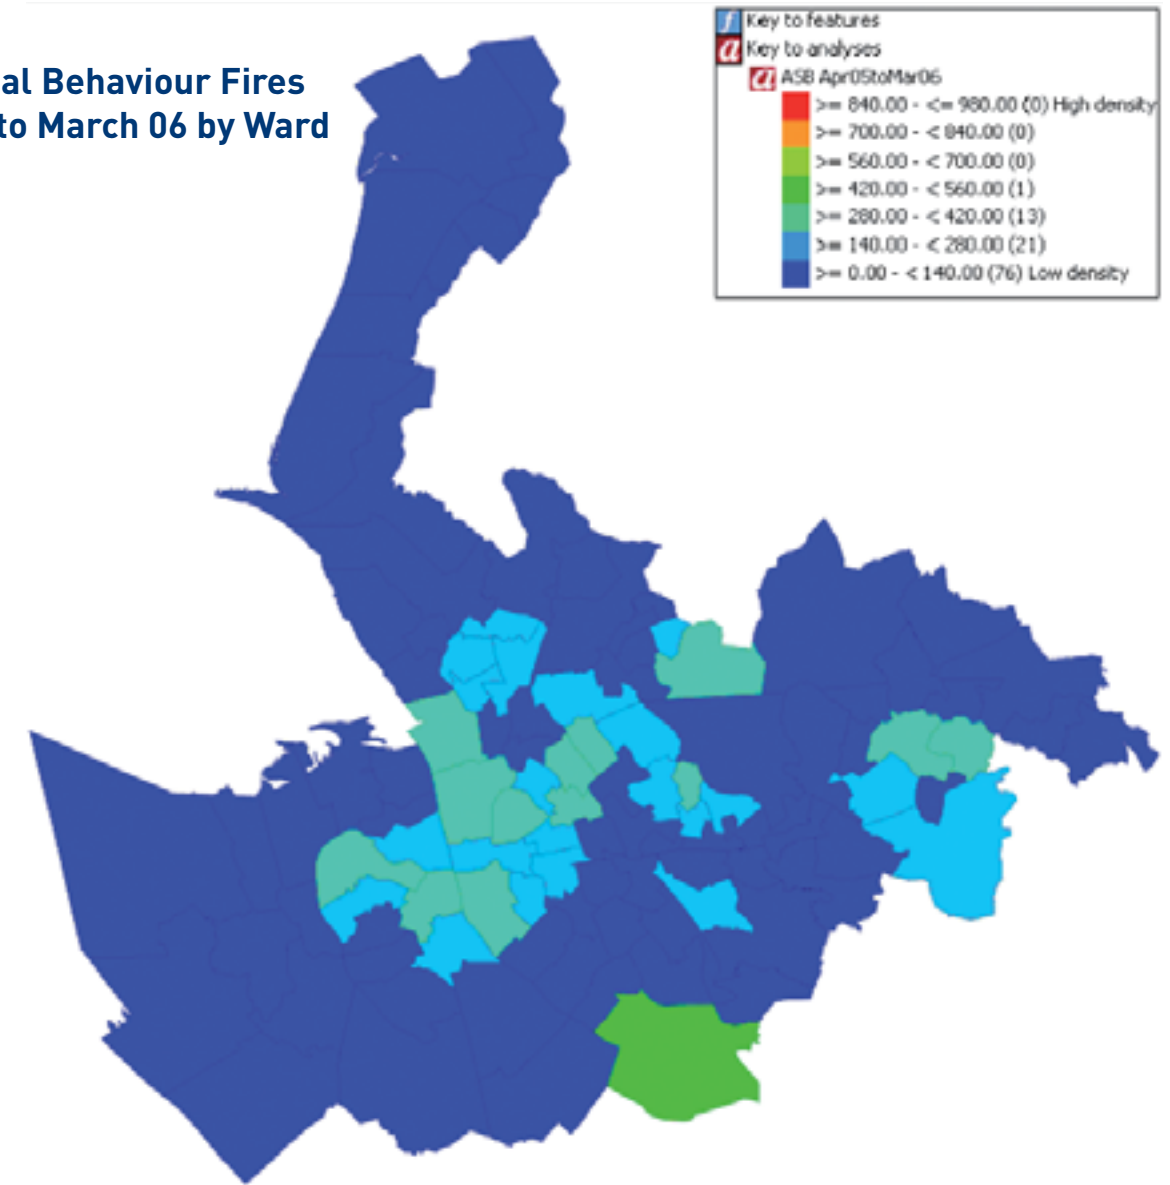 al Behaviour Fires
to March 06 by Ward
f Key to features
a Key to analyses
a ASB Apr05toMar06
>= 840.00 - <= 980.00 (0) High density
>= 700.00 - < 840.00 (0)
>= 560.00 - < 700.00 (0)
>= 420.00 - < 560.00 (1)
>= 280.00 - < 420.00 (13)
>= 140.00 - < 280.00 (21)
>= 0.00 - < 140.00 (76) Low density